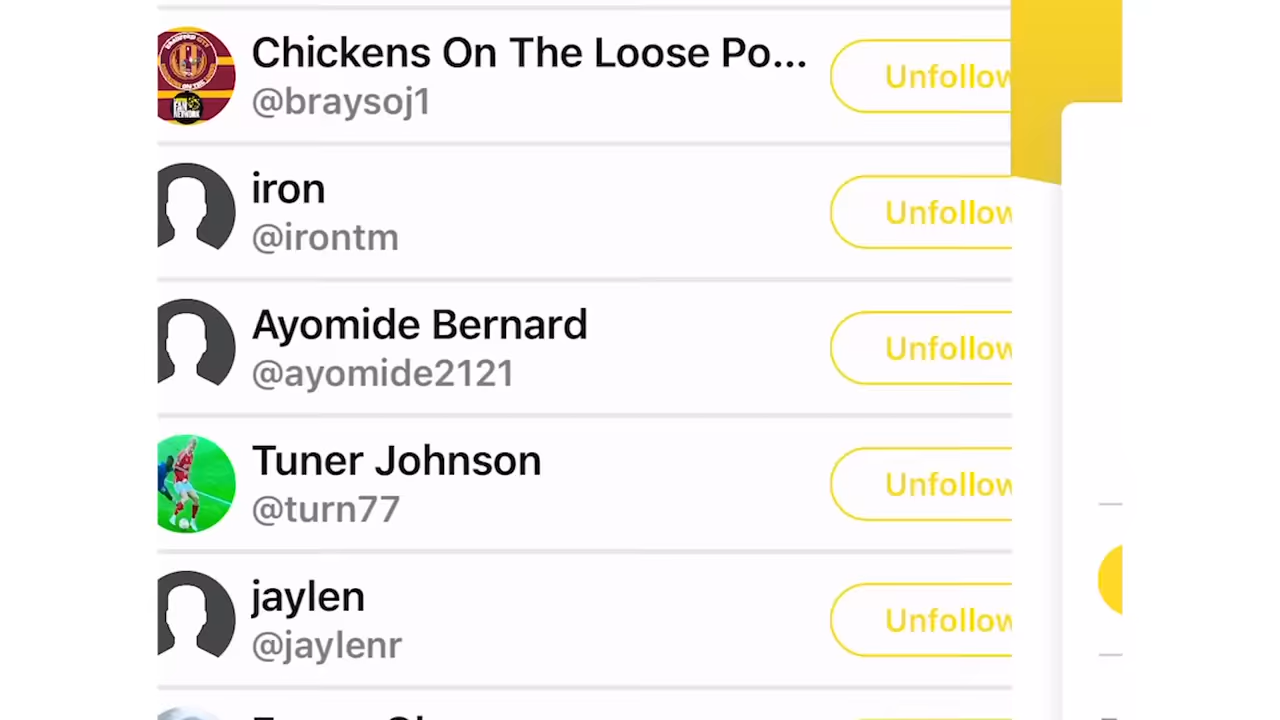 Chickens On The Loose Po...
@braysoj1
Unfollow
iron
@irontm
Unfollow
Ayomide Bernard
@ayomide2121
Unfollow
Tuner Johnson
@turn77
Unfollow
jaylen
@jaylenr
Unfollow